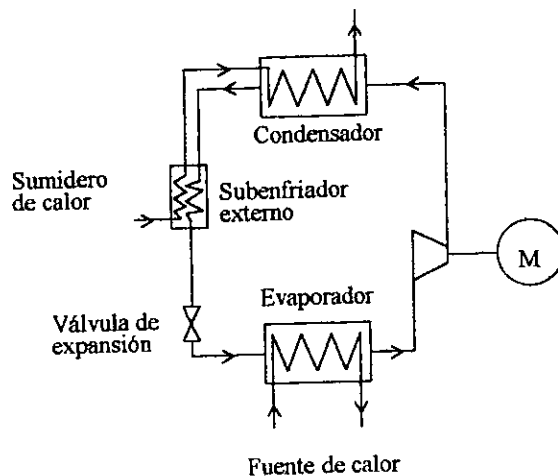 Condensador
Sumidero
de calor
Subenfriador
externo
M
Evaporador
Válvula de
expansión
Fuente de calor